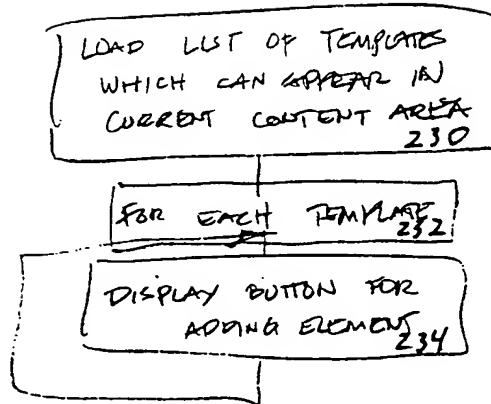 LOAD LIST OF TEMPLATES
WHICH CAN APPEAR IN
CURRENT CONTENT AREA
230
FOR EACH TEMPLATE
232
DISPLAY BUTTON FOR
ADDING ELEMENT
234